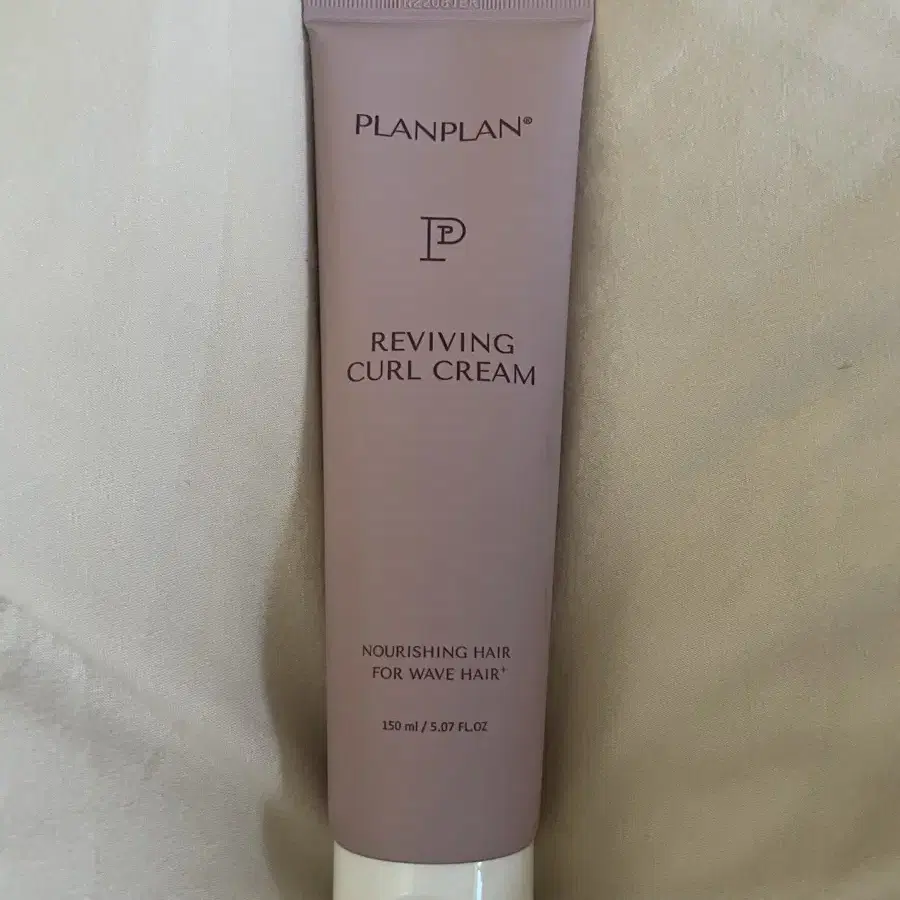 PLANPLAN®
P
REVIVING
CURL CREAM
NOURISHING HAIR
FOR WAVE HAIR⁺
150 ml / 5.07 FL.OZ